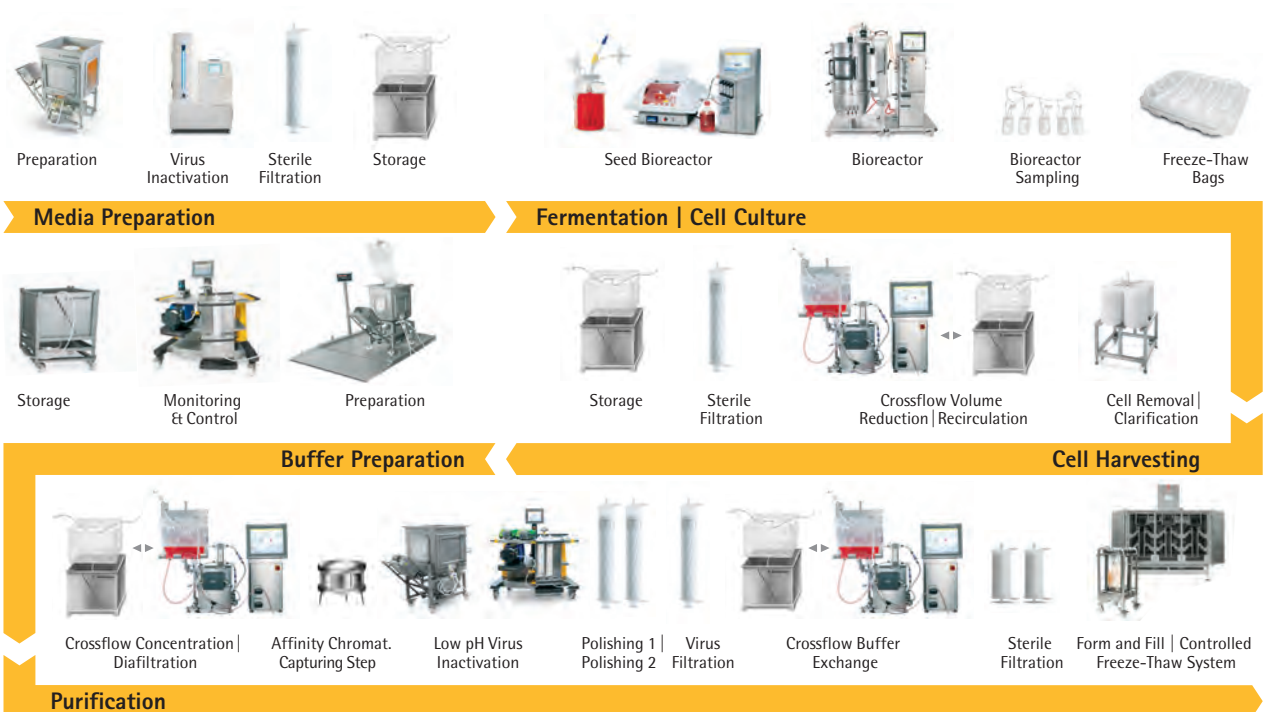 Preparation
Virus
Inactivation
Sterile
Filtration
Storage
Seed Bioreactor
Bioreactor
Bioreactor
Sampling
Freeze-Thaw
Bags
Media Preparation
Fermentation | Cell Culture
Storage
Monitoring
& Control
Preparation
Storage
Sterile
Filtration
Crossflow Volume
Reduction | Recirculation
Cell Removal |
Clarification
Buffer Preparation
Cell Harvesting
Crossflow Concentration |
Diafiltration
Affinity Chromat.
Capturing Step
Low pH Virus
Inactivation
Polishing 1 |
Polishing 2
Virus
Filtration
Crossflow Buffer
Exchange
Sterile
Filtration
Form and Fill | Controlled
Freeze-Thaw System
Purification